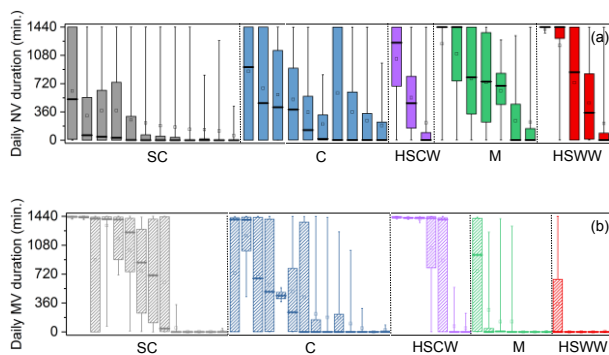 Daily NV duration (min.)
1440
1080
720
360
0
(a)
SC C HSCW M HSWW
Daily MV duration (min.)
1440
1080
720
360
0
(b)
SC C HSCW M HSWW